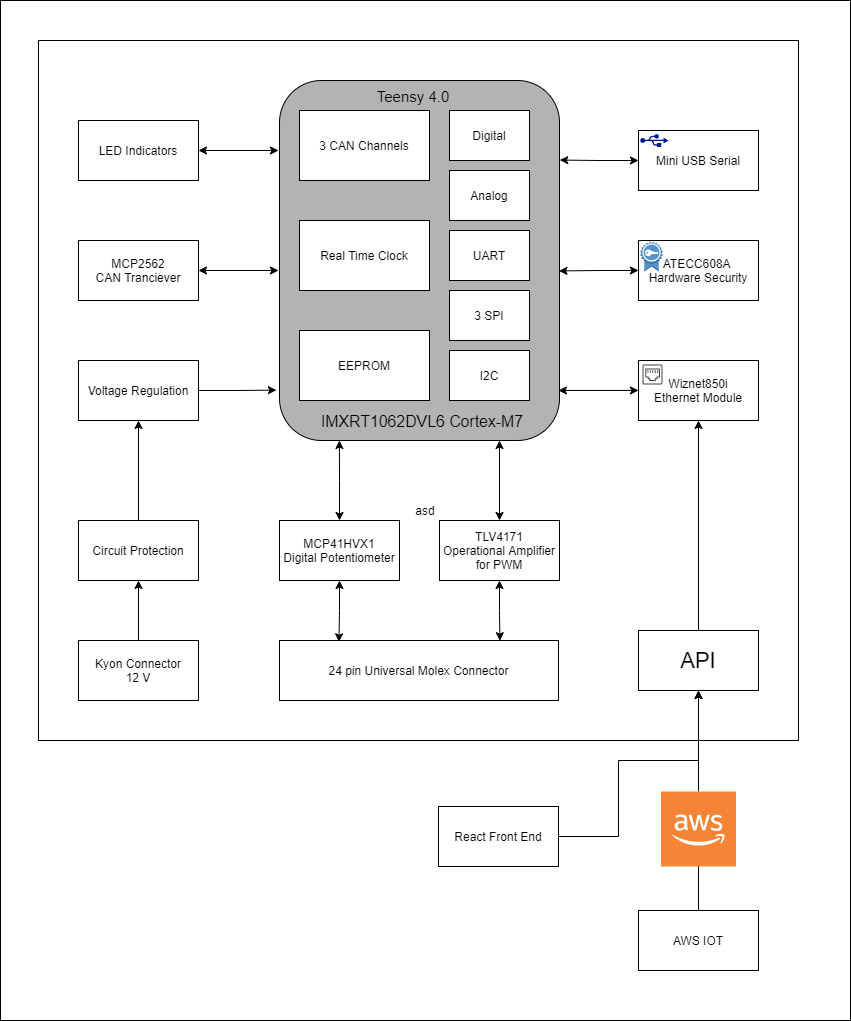 Teensy 4.0
LED Indicators
3 CAN Channels
Digital
Mini USB Serial
Analog
MCP2562
CAN Tranciever
Real Time Clock
UART
ATECC608A
Hardware Security
3 SPI
Voltage Regulation
EEPROM
I2C
Wiznet850i
Ethernet Module
IMXRT1062DVL6 Cortex-M7
asd
Circuit Protection
MCP41HVX1
Digital Potentiometer
TLV4171
Operational Amplifier
for PWM
Kyon Connector
12 V
24 pin Universal Molex Connector
API
React Front End
aws
AWS IOT